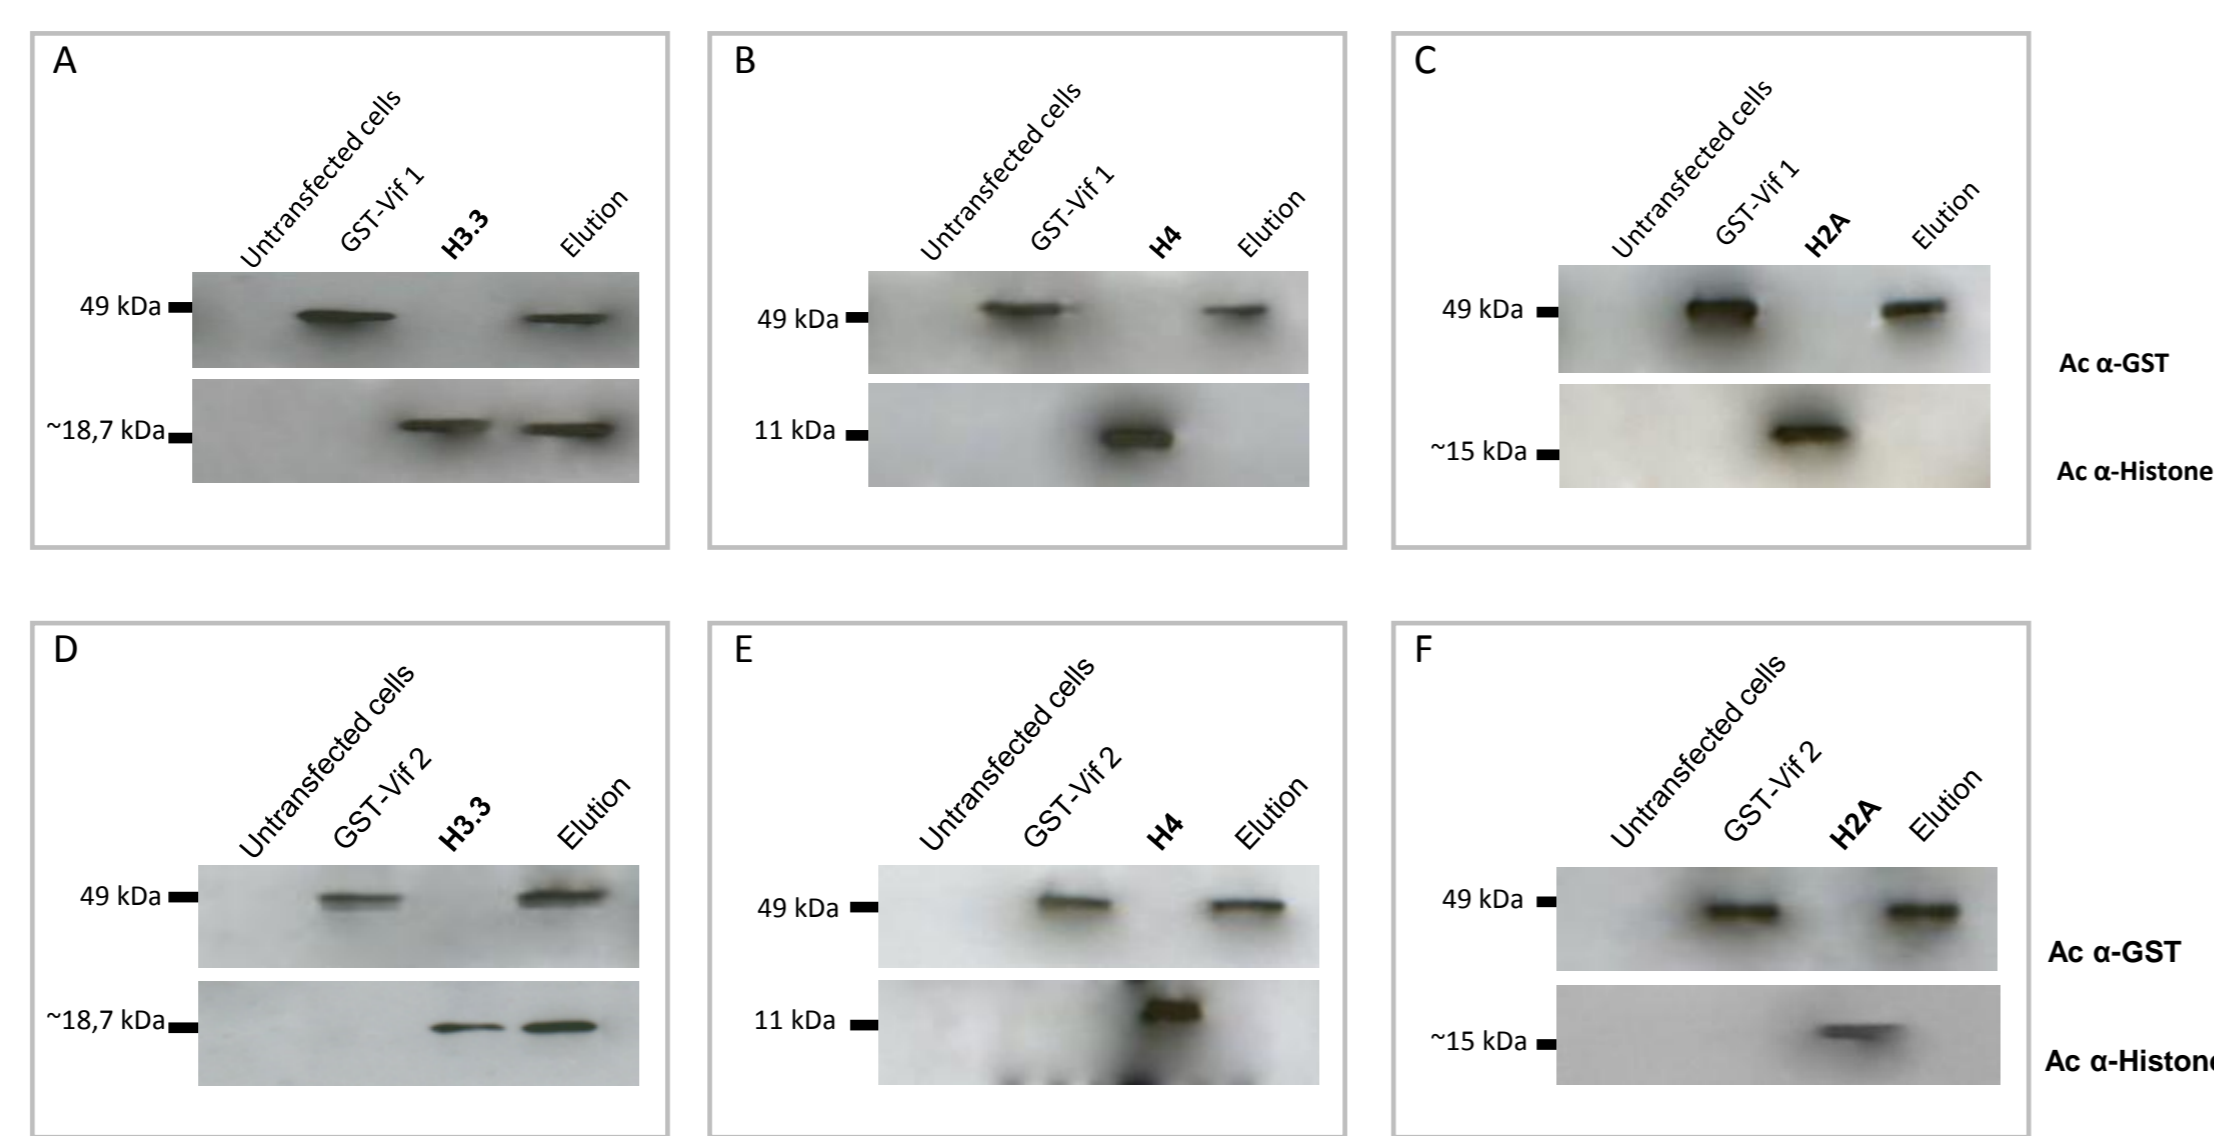 A
Untransfected cells
GST-Vif 1
H3.3
Elution
49 kDa
~18,7 kDa
B
Untransfected cells
GST-Vif 1
H4
Elution
49 kDa
11 kDa
C
Untransfected cells
GST-Vif 1
H2A
Elution
49 kDa
~15 kDa
Ac α-GST
Ac α-Histone
D
Untransfected cells
GST-Vif 2
H3.3
Elution
49 kDa
~18,7 kDa
E
Untransfected cells
GST-Vif 2
H4
Elution
49 kDa
11 kDa
F
Untransfected cells
GST-Vif 2
H2A
Elution
49 kDa
~15 kDa
Ac α-GST
Ac α-Histone